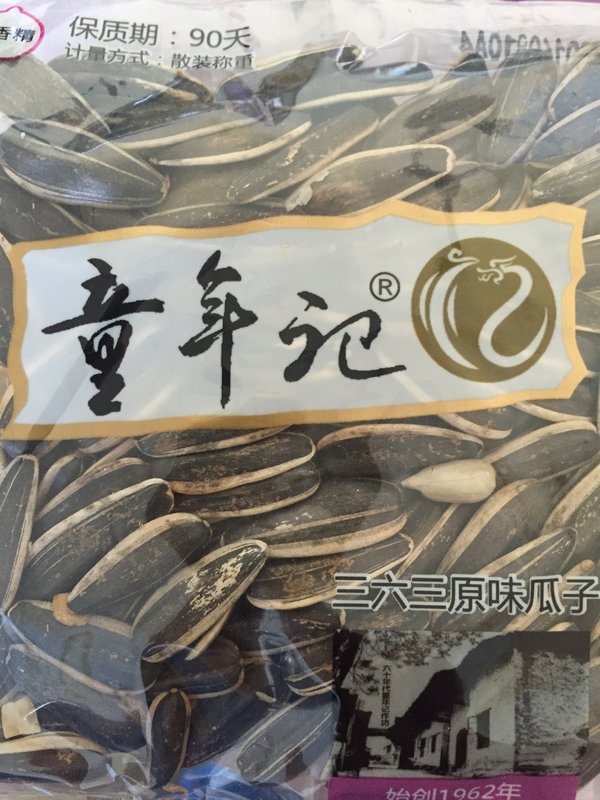 香精
保质期：90天
计量方式：散装称重
童年记®
三六三原味瓜子
六十年代童年记作坊
始创1962年